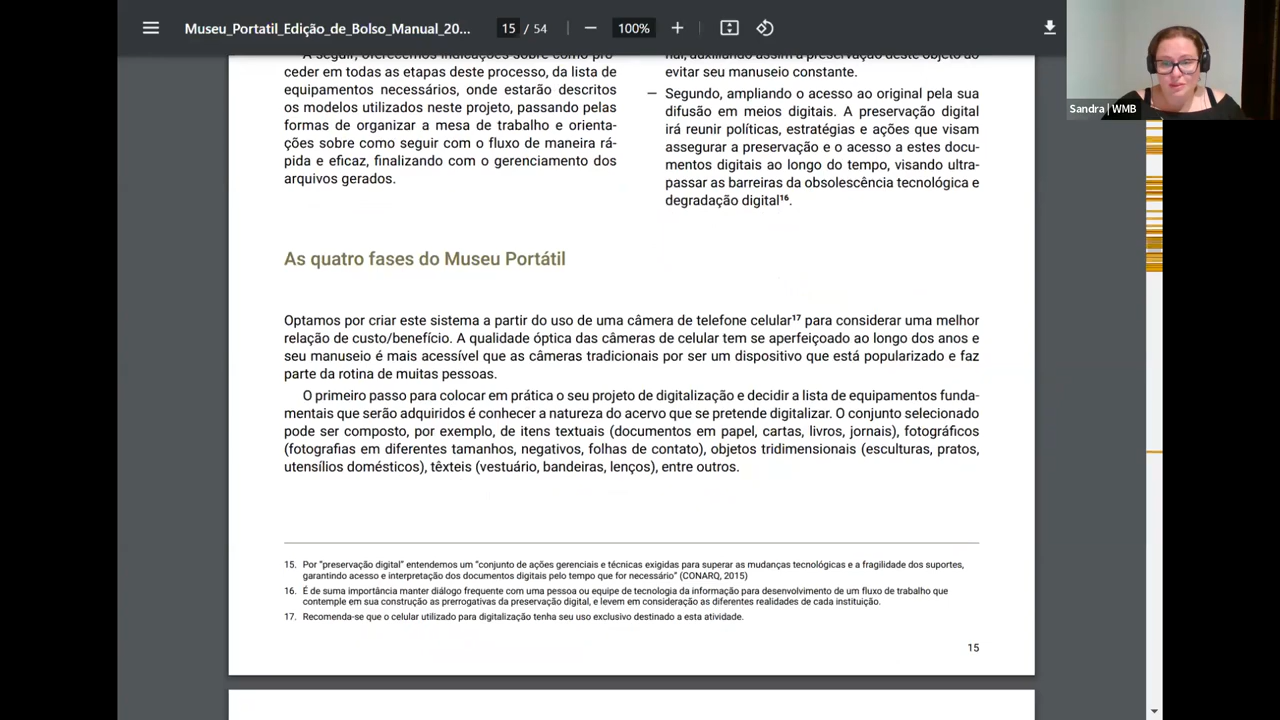 Museu_Portatil_Edição_de_Bolso_Manual_20...
15 / 54
100%
Sandra | WMB
A seguir, oferecemos indicações sobre como pro-
ceder em todas as etapas deste processo, da lista de
equipamentos necessários, onde estarão descritos
os modelos utilizados neste projeto, passando pelas
formas de organizar a mesa de trabalho e orienta-
ções sobre como seguir com o fluxo de maneira rá-
pida e eficaz, finalizando com o gerenciamento dos
arquivos gerados.
nal, auxiliando assim a preservação deste objeto ao
evitar seu manuseio constante.
— Segundo, ampliando o acesso ao original pela sua
difusão em meios digitais. A preservação digital
irá reunir políticas, estratégias e ações que visam
assegurar a preservação e o acesso a estes docu-
mentos digitais ao longo do tempo, visando ultra-
passar as barreiras da obsolescência tecnológica e
degradação digital¹⁶.
As quatro fases do Museu Portátil
Optamos por criar este sistema a partir do uso de uma câmera de telefone celular¹⁷ para considerar uma melhor
relação de custo/benefício. A qualidade óptica das câmeras de celular tem se aperfeiçoado ao longo dos anos e
seu manuseio é mais acessível que as câmeras tradicionais por ser um dispositivo que está popularizado e faz
parte da rotina de muitas pessoas.
O primeiro passo para colocar em prática o seu projeto de digitalização e decidir a lista de equipamentos funda-
mentais que serão adquiridos é conhecer a natureza do acervo que se pretende digitalizar. O conjunto selecionado
pode ser composto, por exemplo, de itens textuais (documentos em papel, cartas, livros, jornais), fotográficos
(fotografias em diferentes tamanhos, negativos, folhas de contato), objetos tridimensionais (esculturas, pratos,
utensílios domésticos), têxteis (vestuário, bandeiras, lenços), entre outros.
15. Por “preservação digital” entendemos um “conjunto de ações gerenciais e técnicas exigidas para superar as mudanças tecnológicas e a fragilidade dos suportes,
garantindo acesso e interpretação dos documentos digitais pelo tempo que for necessário” (CONARQ, 2015)
16. É de suma importância manter diálogo frequente com uma pessoa ou equipe de tecnologia da informação para desenvolvimento de um fluxo de trabalho que
contemple em sua construção as prerrogativas da preservação digital, e levem em consideração as diferentes realidades de cada instituição.
17. Recomenda-se que o celular utilizado para digitalização tenha seu uso exclusivo destinado a esta atividade.
15